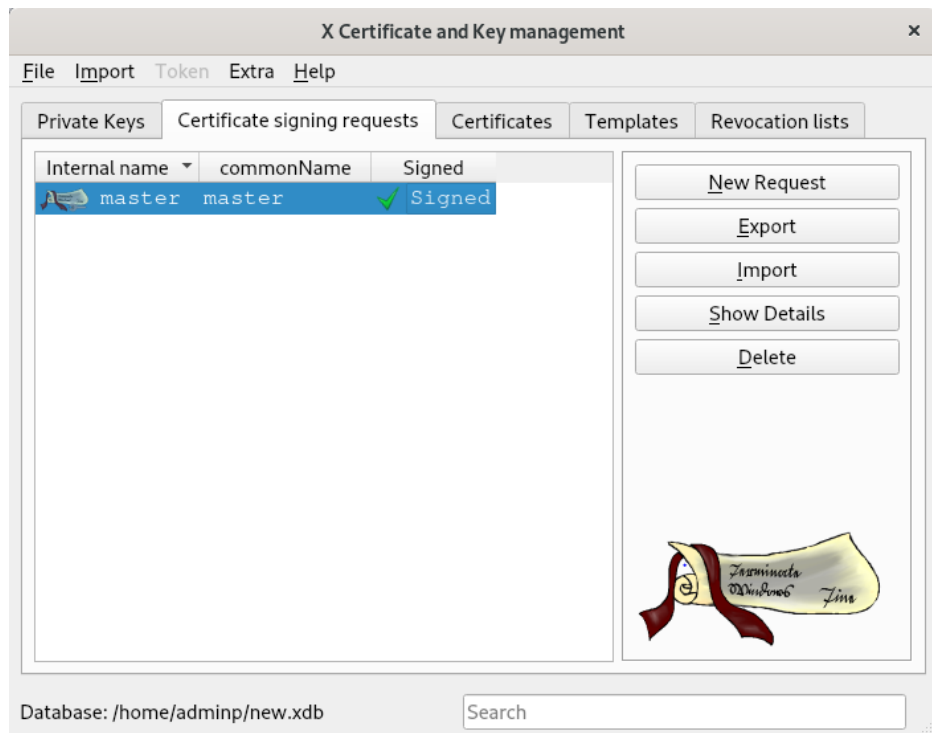 X Certificate and Key management ×
File Import Token Extra Help
Private Keys Certificate signing requests Certificates Templates Revocation lists
Internal name commonName Signed
master master Signed
New Request
Export
Import
Show Details
Delete
Windows
Database: /home/adminp/new.xdb
Search